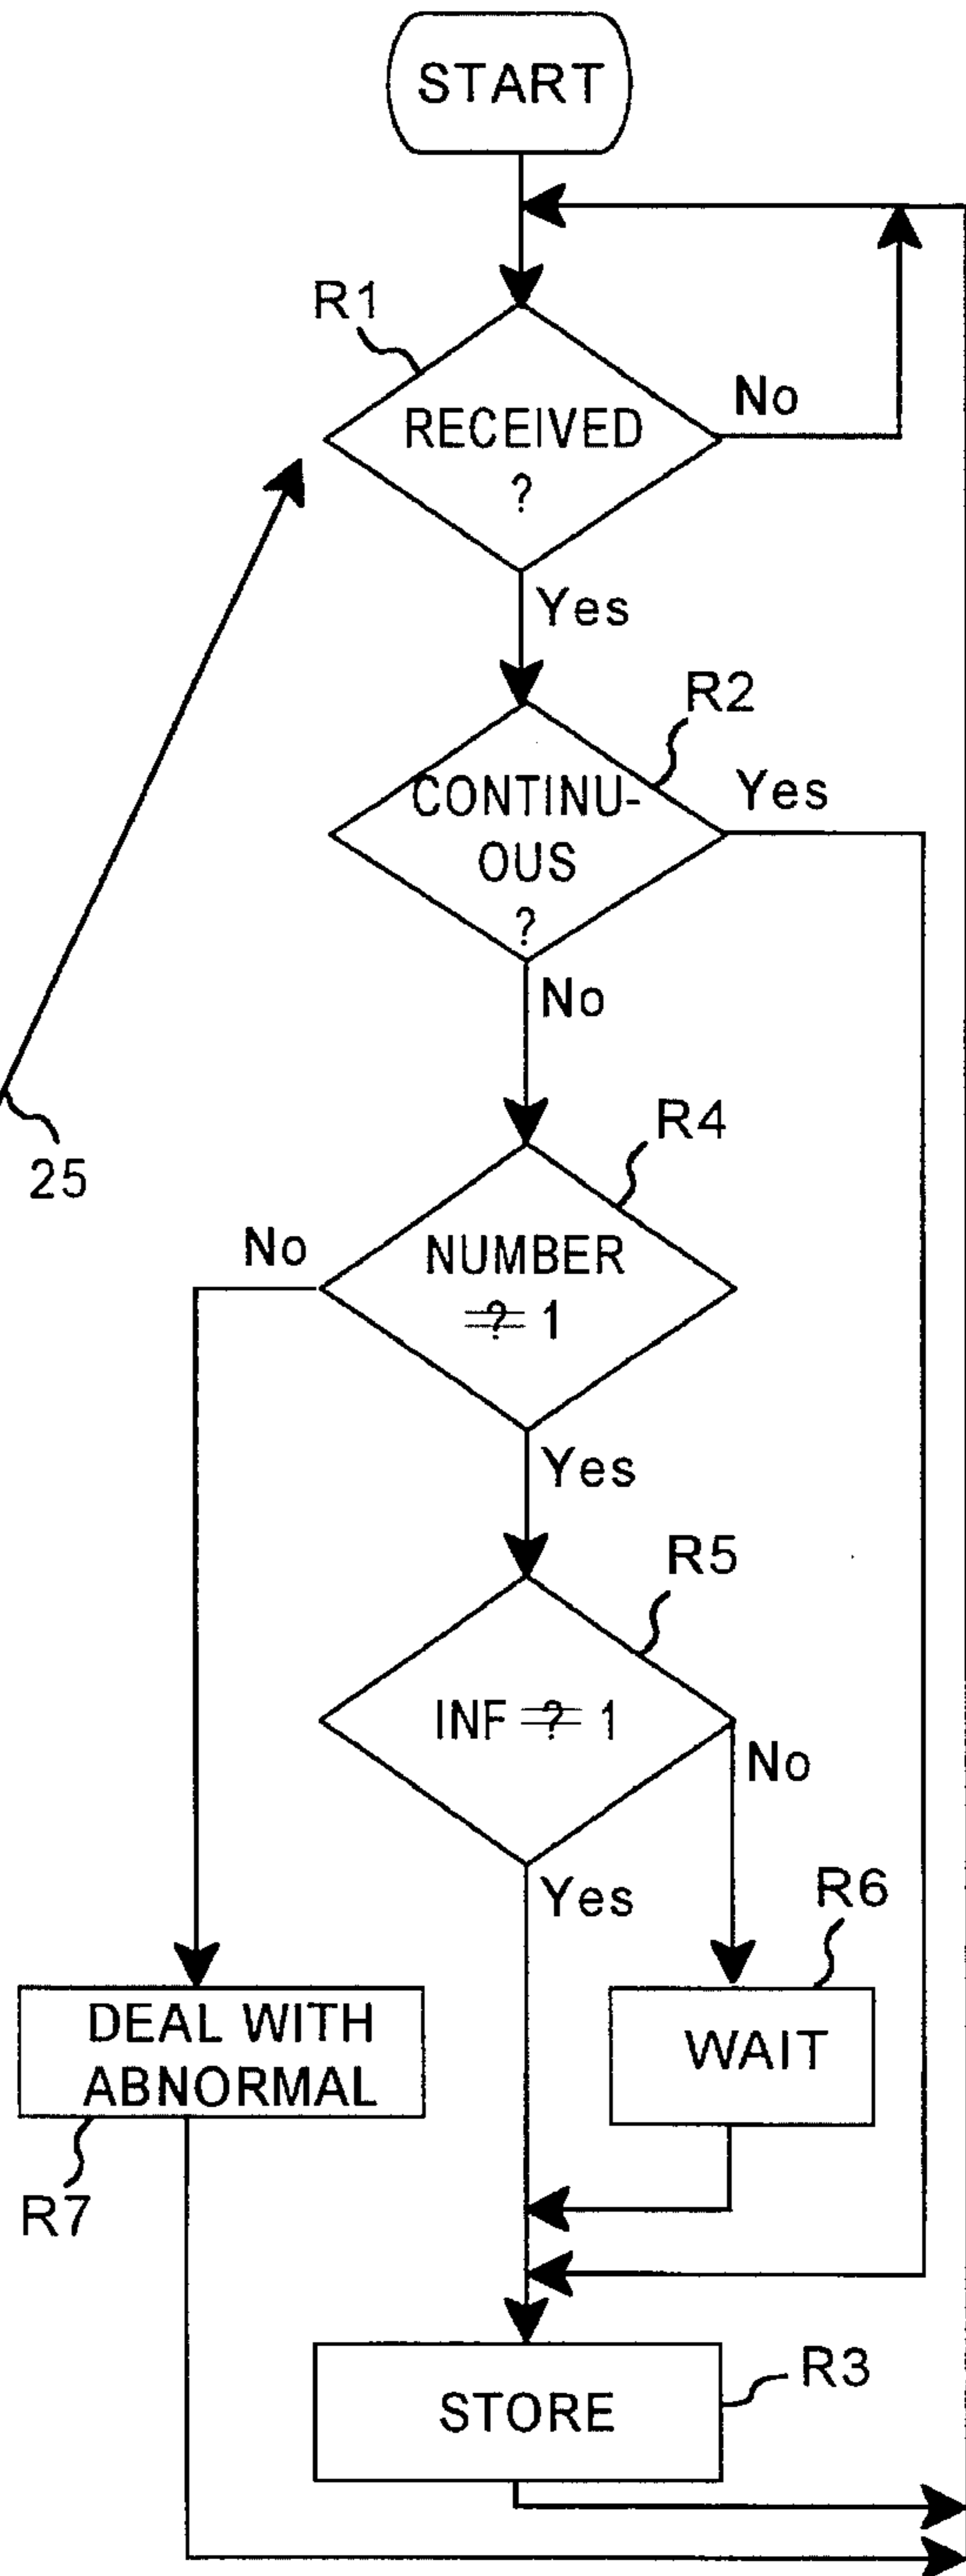 START
R1
RECEIVED
?
No
Yes
R2
CONTINU-
OUS
?
Yes
No
25
R4
NUMBER
=?= 1
No
Yes
R5
INF =?= 1
No
Yes
R6
DEAL WITH
ABNORMAL
WAIT
R7
R3
STORE